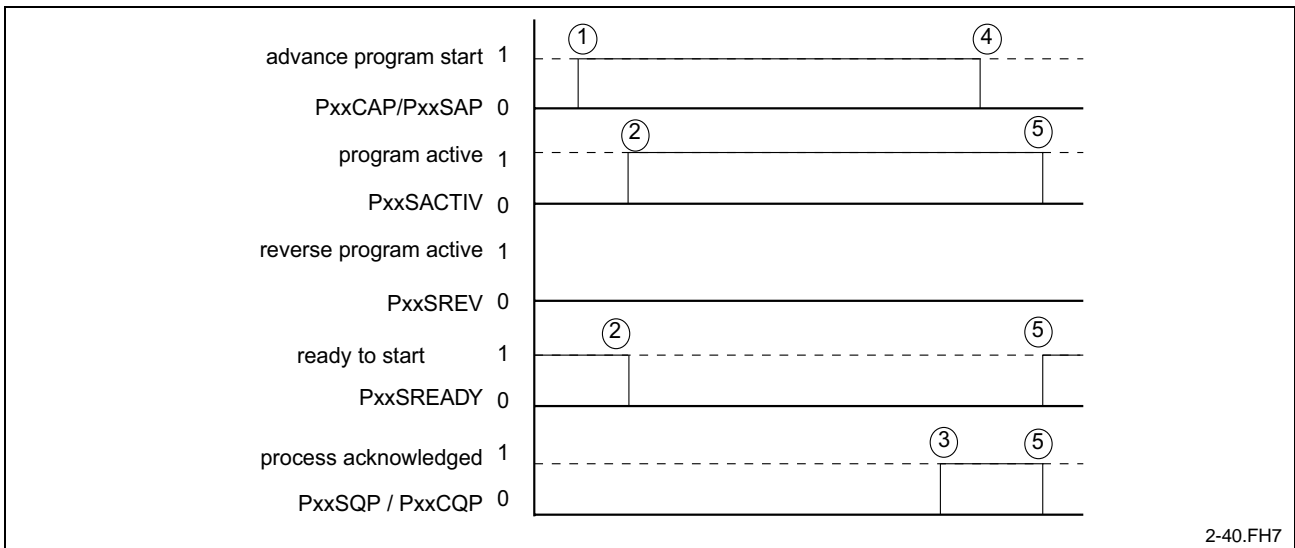 1 4
advance program start 1
PxxCAP/PxxSAP 0
2 5
program active 1
PxxSACTIV 0
reverse program active 1
PxxSREV 0
2 5
ready to start 1
PxxSREADY 0
3 5
process acknowledged 1
PxxSQP / PxxCQP 0
2-40.FH7